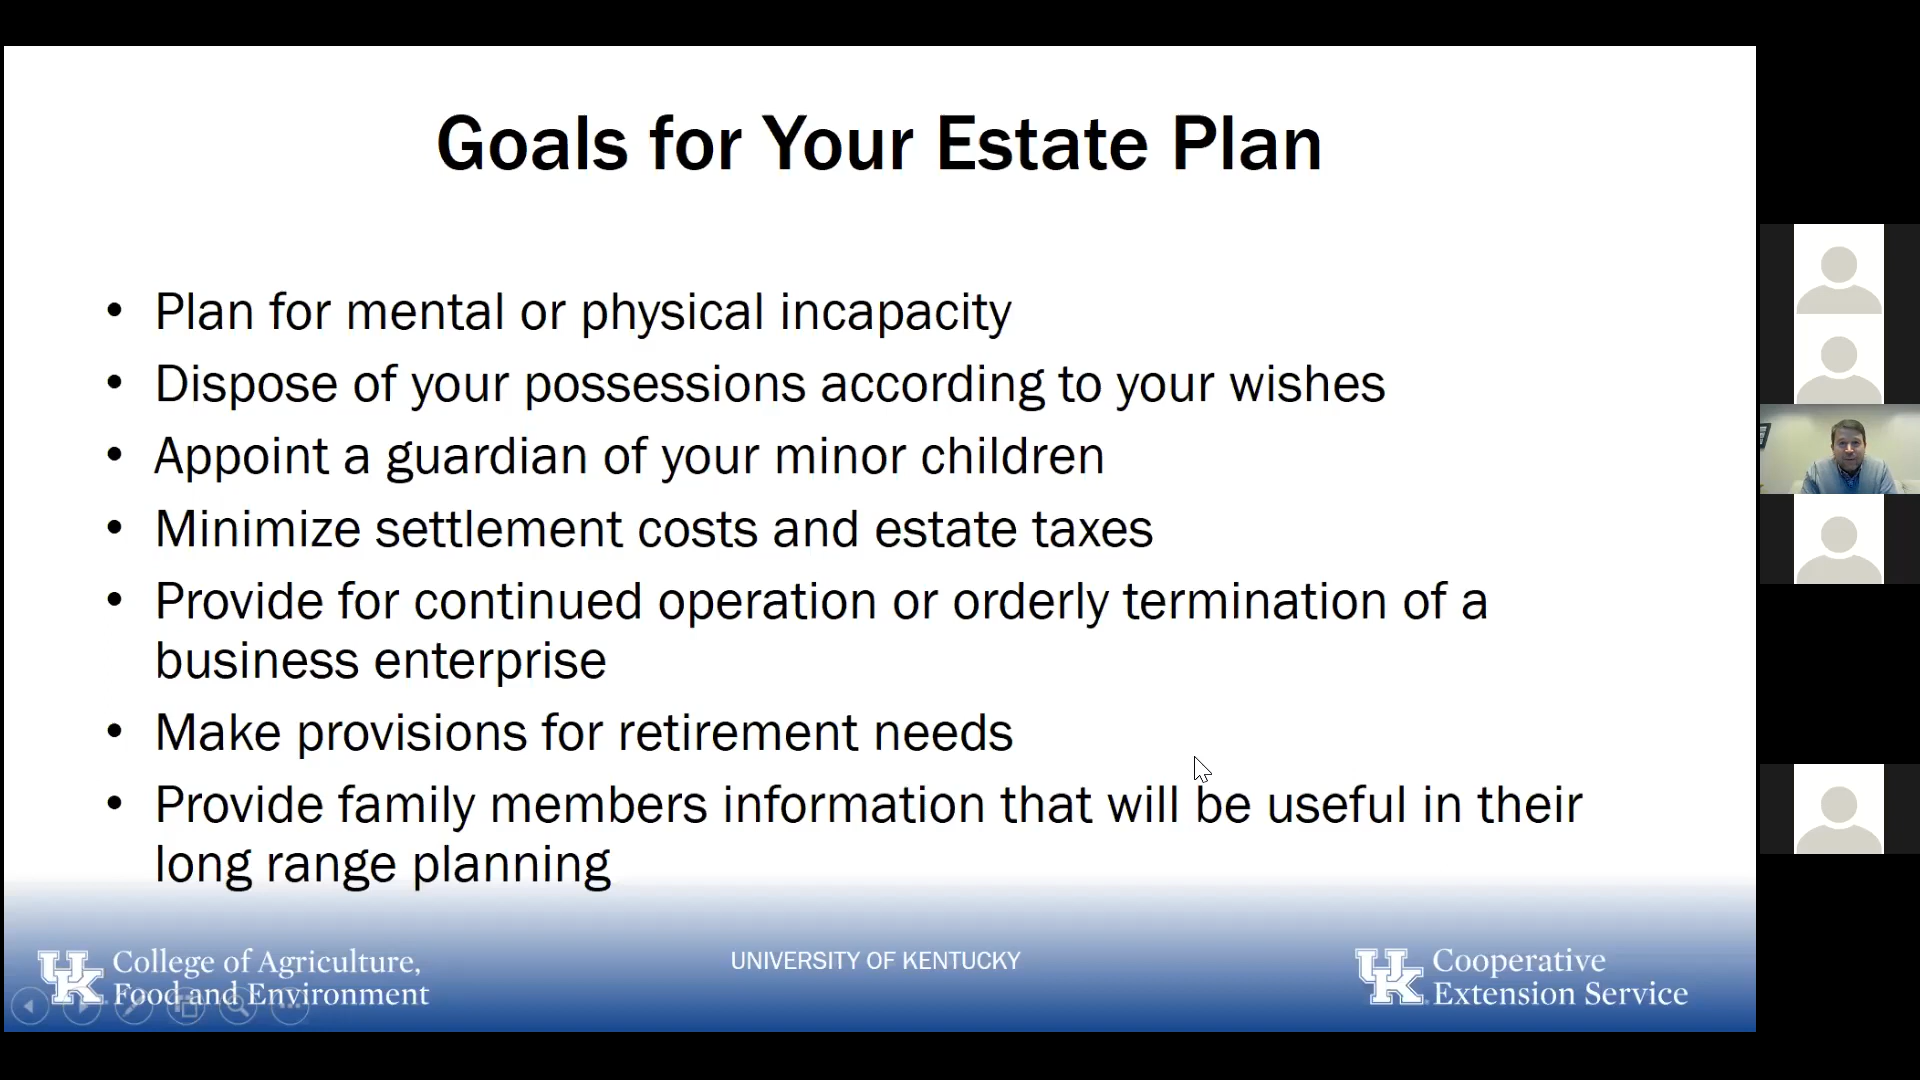 Goals for Your Estate Plan
• Plan for mental or physical incapacity
• Dispose of your possessions according to your wishes
• Appoint a guardian of your minor children
• Minimize settlement costs and estate taxes
• Provide for continued operation or orderly termination of a
business enterprise
• Make provisions for retirement needs
• Provide family members information that will be useful in their
long range planning
UK College of Agriculture,
Food and Environment
UNIVERSITY OF KENTUCKY
UK Cooperative
Extension Service